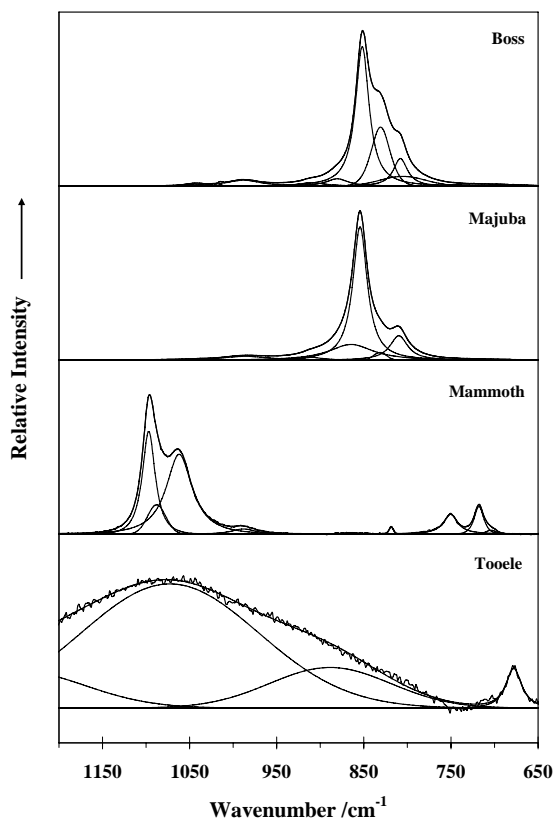 Boss
Majuba
Mammoth
Tooele
Relative Intensity
1150 1050 950 850 750 650
Wavenumber /cm-1